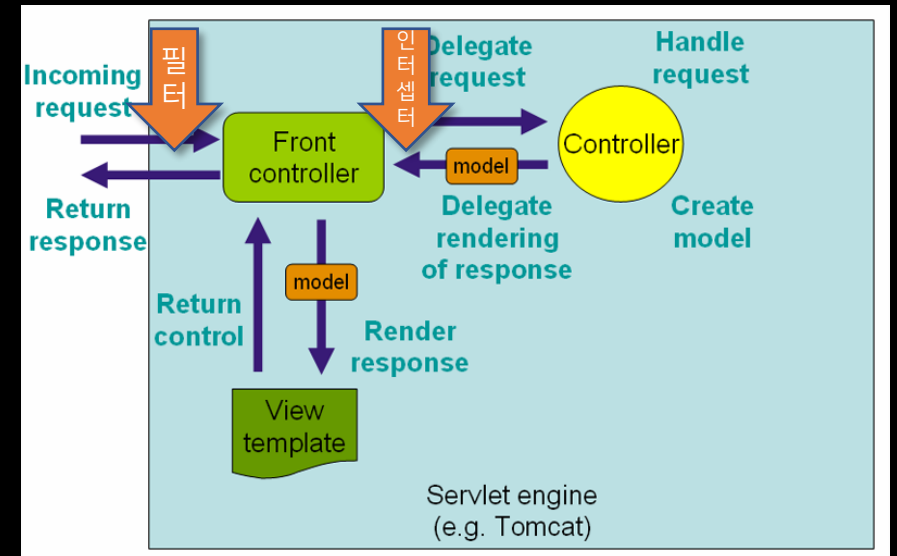 필
터
인
터
셉
터
Incoming
request
Delegate
request
Handle
request
Front
controller
Controller
model
Return
response
Delegate
rendering
of response
Create
model
model
Return
control
Render
response
View
template
Servlet engine
(e.g. Tomcat)